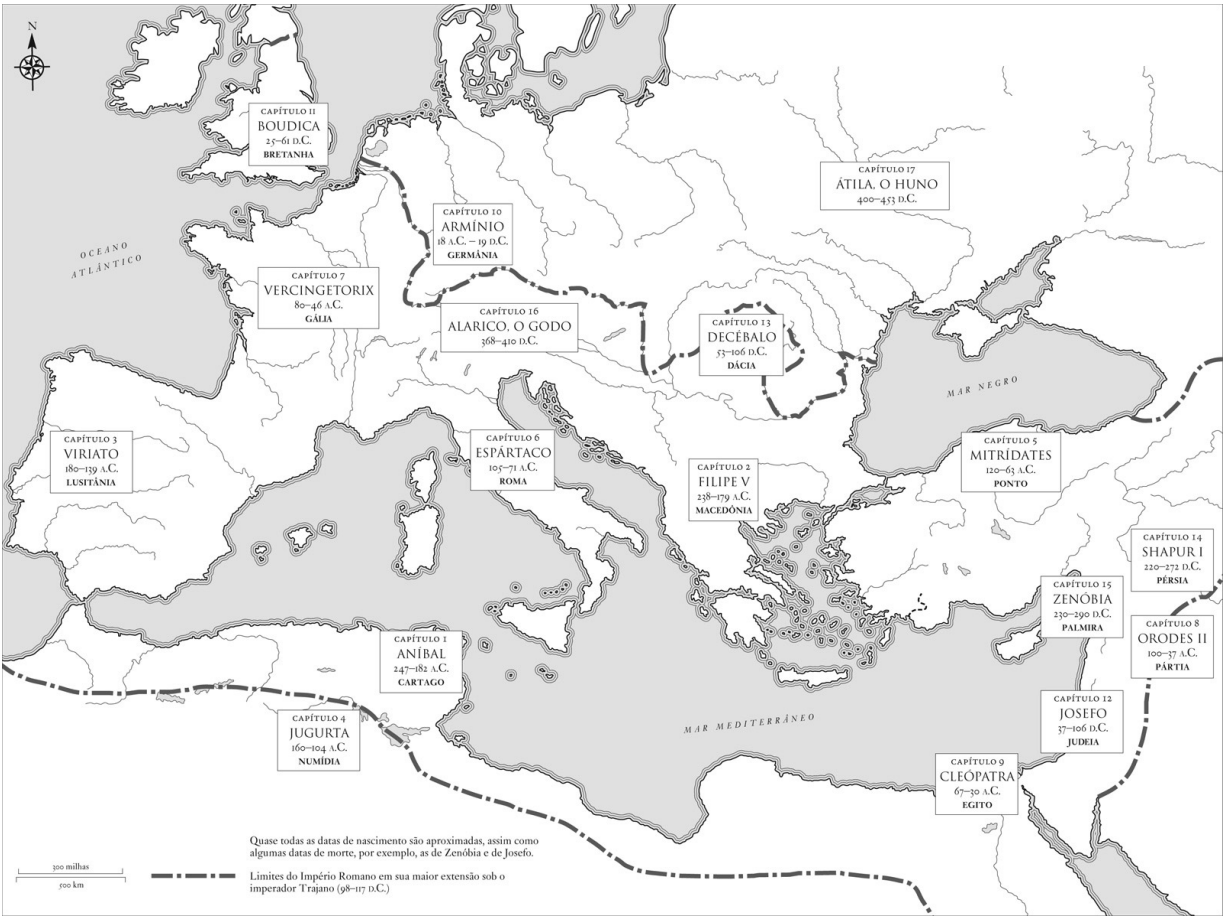 N
CAPÍTULO 11
BOUDICA
25–61 D.C.
BRETANHA
CAPÍTULO 17
ÁTILA, O HUNO
400–453 D.C.
CAPÍTULO 10
ARMÍNIO
18 A.C. – 19 D.C.
GERMÂNIA
OCEANO
ATLÂNTICO
CAPÍTULO 7
VERCINGETORIX
80–46 A.C.
GÁLIA
CAPÍTULO 16
ALARICO, O GODO
368–410 D.C.
CAPÍTULO 13
DECÉBALO
53–106 D.C.
DÁCIA
MAR NEGRO
CAPÍTULO 3
VIRIATO
180–139 A.C.
LUSITÂNIA
CAPÍTULO 6
ESPÁRTACO
105–71 A.C.
ROMA
CAPÍTULO 2
FILIPE V
238–179 A.C.
MACEDÔNIA
CAPÍTULO 5
MITRÍDATES
120–63 A.C.
PONTO
CAPÍTULO 14
SHAPUR I
220–272 D.C.
PÉRSIA
CAPÍTULO 15
ZENÓBIA
230–290 D.C.
PALMIRA
CAPÍTULO 8
ORODES II
100–37 A.C.
PÁRTIA
CAPÍTULO 1
ANÍBAL
247–182 A.C.
CARTAGO
CAPÍTULO 4
JUGURTA
160–104 A.C.
NUMÍDIA
MAR MEDITERRÂNEO
CAPÍTULO 12
JOSEFO
37–106 D.C.
JUDEIA
CAPÍTULO 9
CLEÓPATRA
67–30 A.C.
EGITO
Quase todas as datas de nascimento são aproximadas, assim como
algumas datas de morte, por exemplo, as de Zenóbia e de Josefo.
300 milhas
500 km
Limites do Império Romano em sua maior extensão sob o
imperador Trajano (98–117 D.C.)